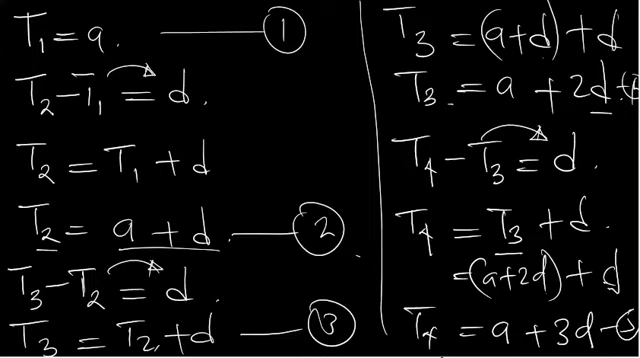 T₁ = a. ——— ①
T₂ – T₁ = d.
T₂ = T₁ + d
T₂ = a + d. ——— ②
T₃ – T₂ = d.
T₃ = T₂ + d ——— ③
T₃ = (a+d) + d
T₃ = a + 2d
T₄ – T₃ = d.
T₄ = T₃ + d.
= (a+2d) + d
T₄ = a + 3d –